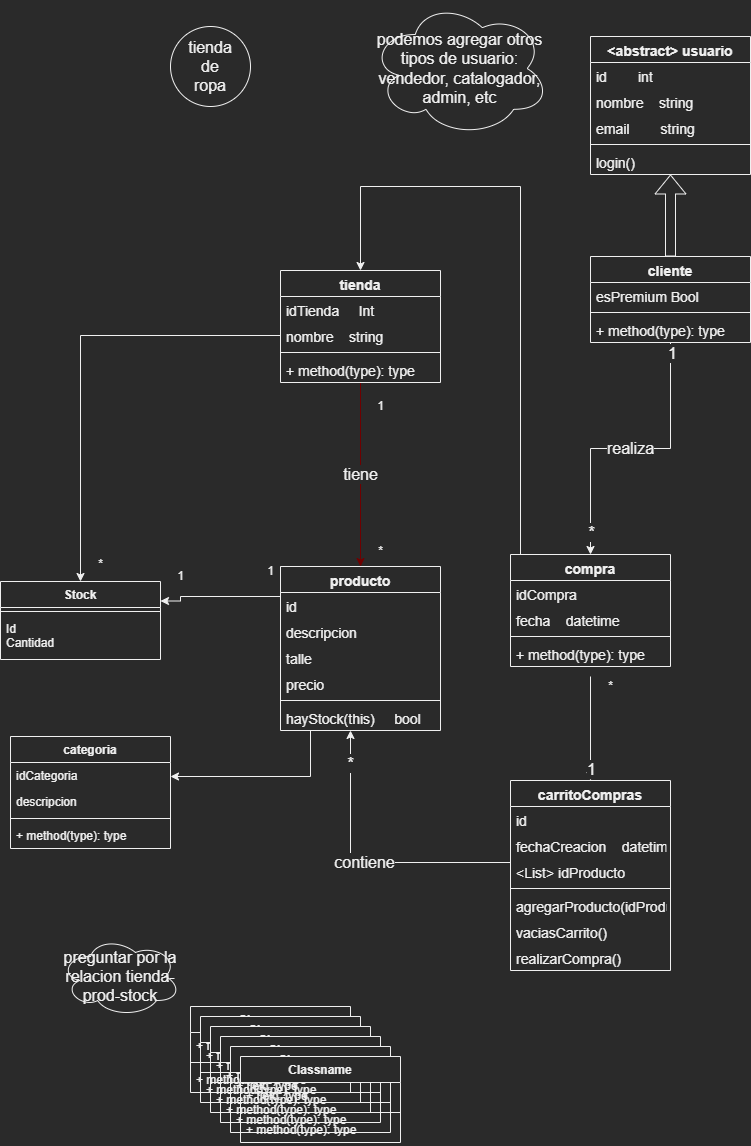 tienda
de
ropa
podemos agregar otros
tipos de usuario:
vendedor, catalogador,
admin, etc
<abstract> usuario
id int
nombre string
email string
login()
cliente
esPremium Bool
+ method(type): type
1
realiza
*
tienda
idTienda Int
nombre string
+ method(type): type
1
tiene
*
*
Stock
Id
Cantidad
1
1
producto
id
descripcion
talle
precio
hayStock(this) bool
compra
idCompra
fecha datetime
+ method(type): type
*
1
categoria
idCategoria
descripcion
+ method(type): type
*
contiene
carritoCompras
id
fechaCreacion datetim
<List> idProducto
agregarProducto(idProd
vaciasCarrito()
realizarCompra()
preguntar por la
relacion tienda-
prod-stock
Classname
+ method(type): type
+ method(type): type
+ method(type): type
+ method(type): type
+ method(type): type